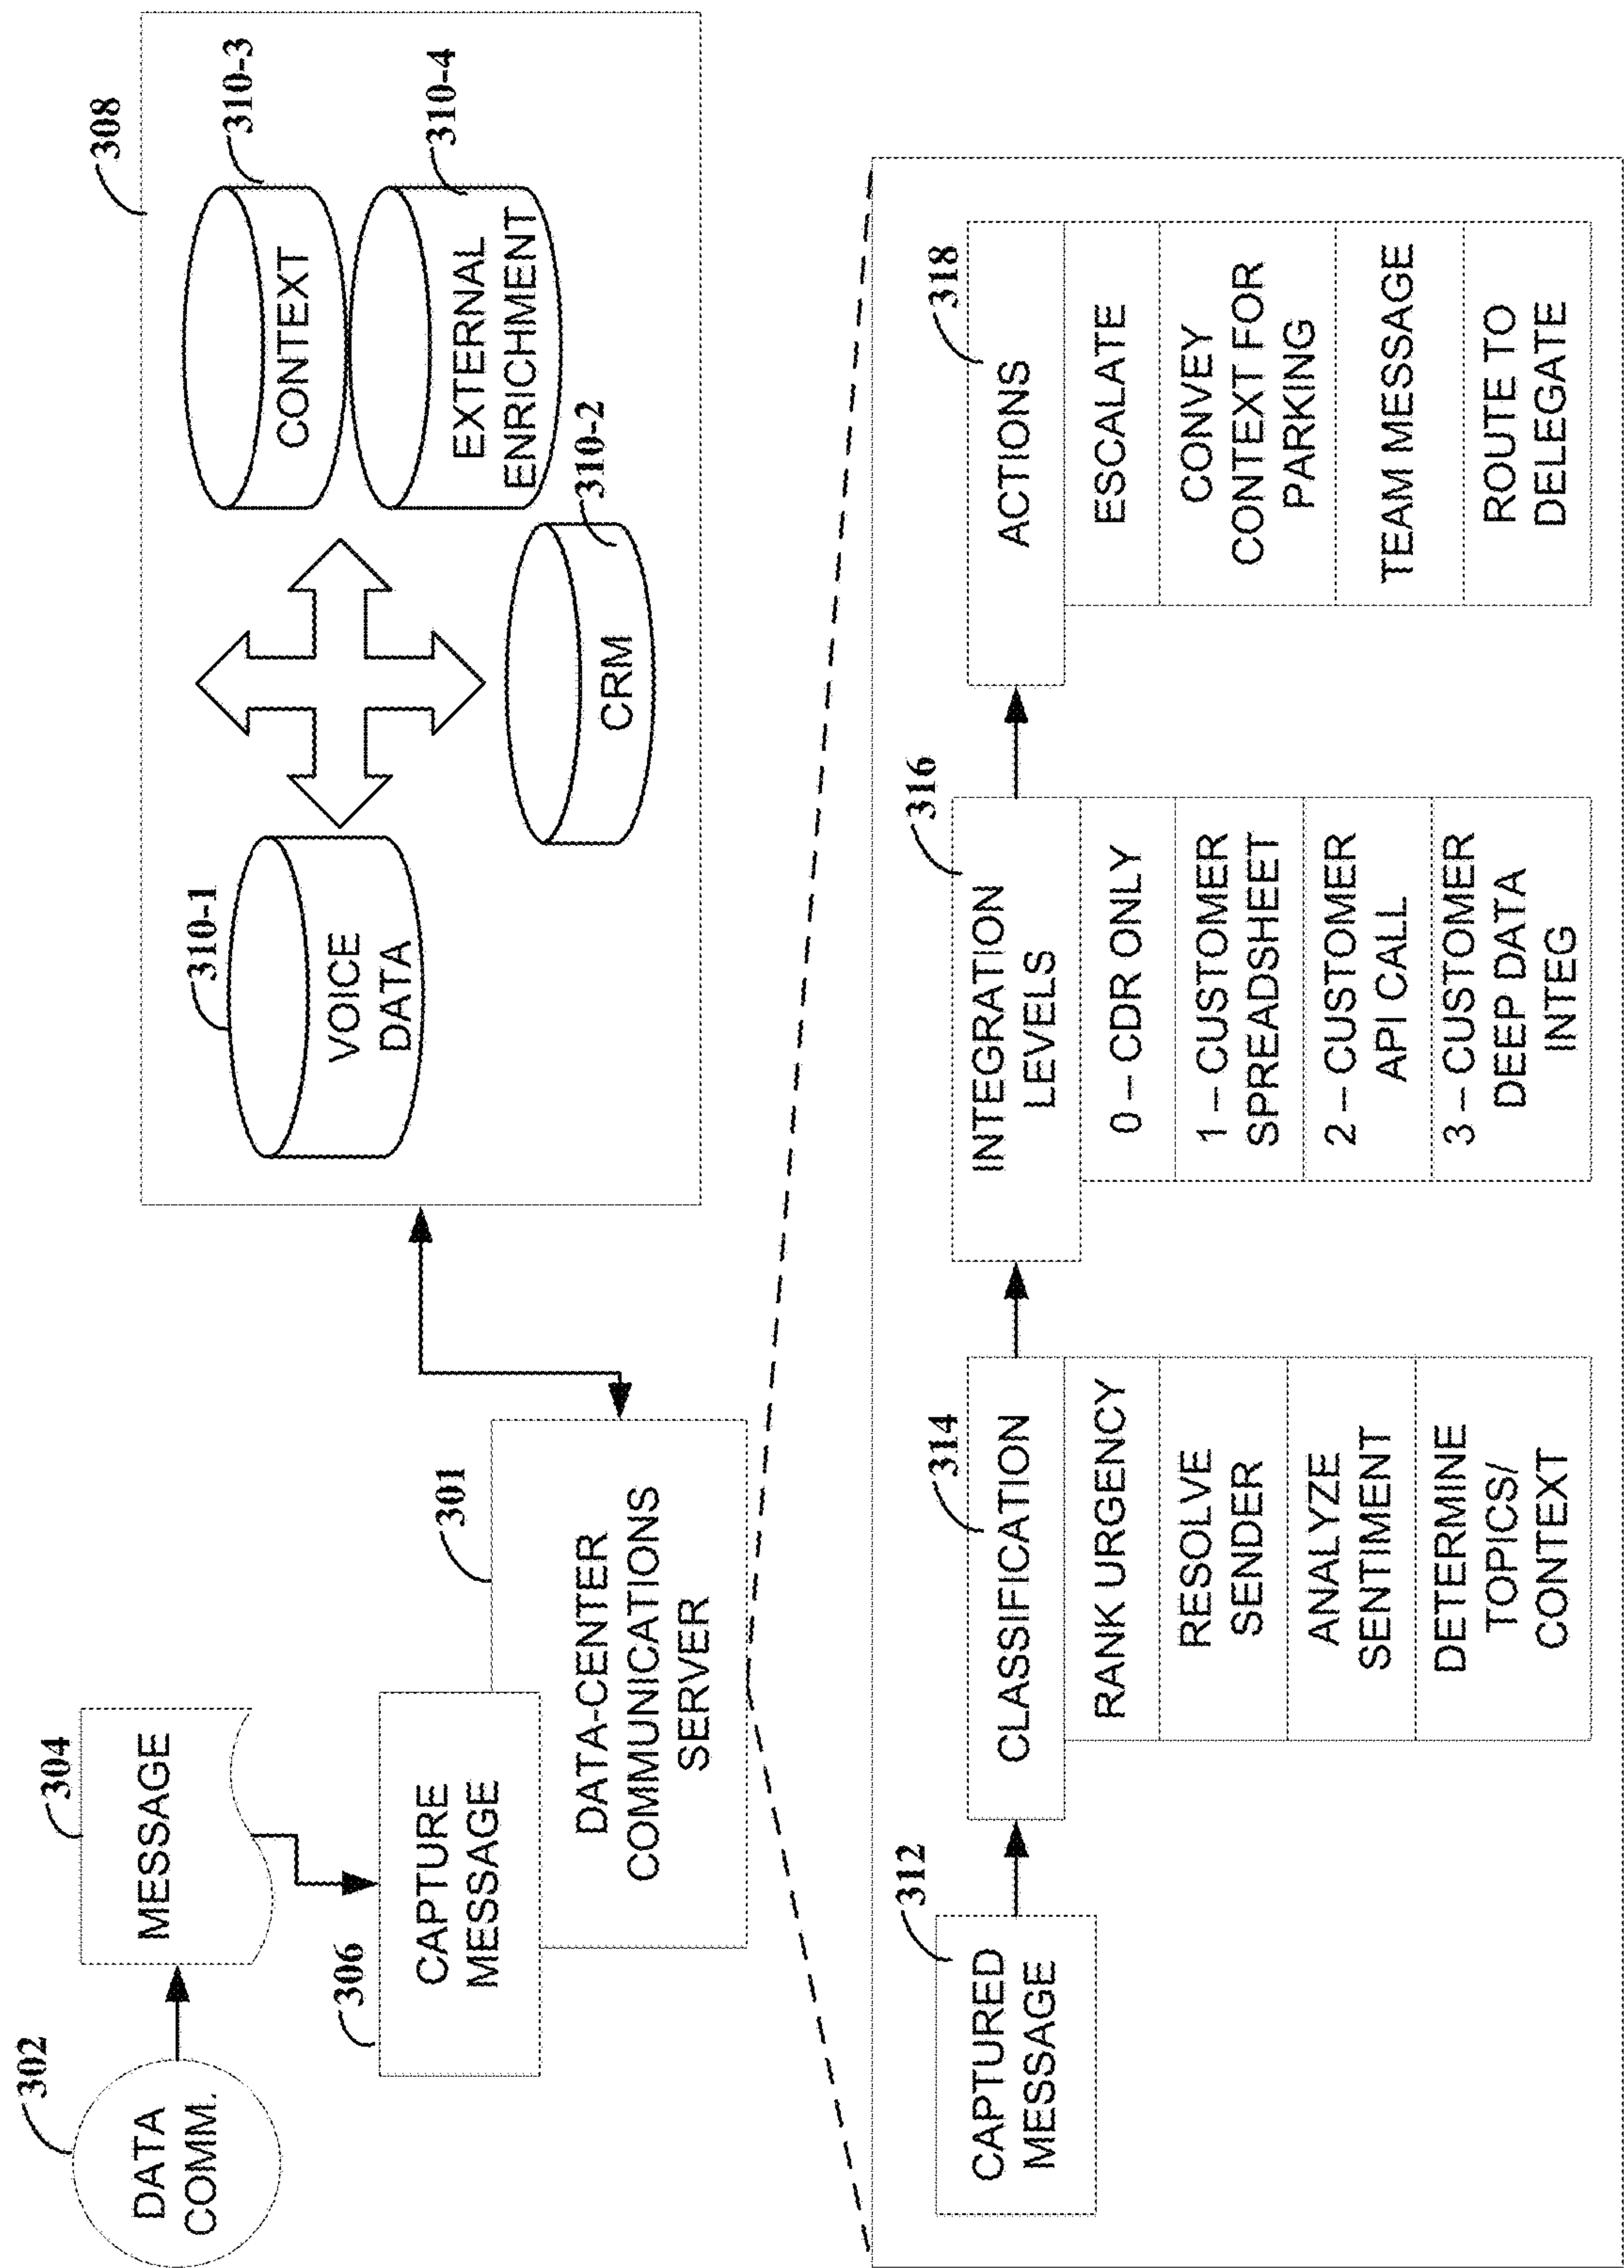 302
DATA
COMM.
304
MESSAGE
306
CAPTURE
MESSAGE
301
DATA-CENTER
COMMUNICATIONS
SERVER
308
310-1
VOICE
DATA
310-3
CONTEXT
310-4
EXTERNAL
ENRICHMENT
310-2
CRM
312
CAPTURED
MESSAGE
314
CLASSIFICATION
RANK URGENCY
RESOLVE
SENDER
ANALYZE
SENTIMENT
DETERMINE
TOPICS/
CONTEXT
316
INTEGRATION
LEVELS
0 – CDR ONLY
1 – CUSTOMER
SPREADSHEET
2 – CUSTOMER
API CALL
3 – CUSTOMER
DEEP DATA
INTEG
318
ACTIONS
ESCALATE
CONVEY
CONTEXT FOR
PARKING
TEAM MESSAGE
ROUTE TO
DELEGATE